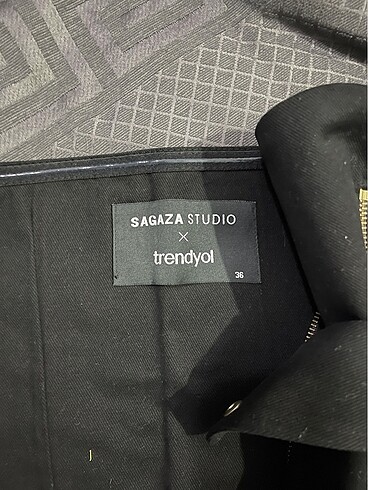 SAGAZA STUDIO
×
trendyol
36